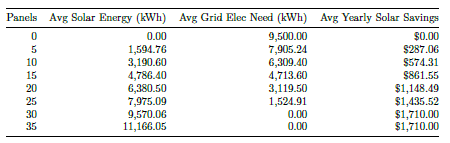 Panels Avg Solar Energy (kWh) Avg Grid Elec Need (kWh) Avg Yearly Solar Savings
0 0.00 9,500.00 $0.00
5 1,594.76 7,905.24 $287.06
10 3,190.60 6,309.40 $574.31
15 4,786.40 4,713.60 $861.55
20 6,380.50 3,119.50 $1,148.49
25 7,975.09 1,524.91 $1,435.52
30 9,570.06 0.00 $1,710.00
35 11,166.05 0.00 $1,710.00